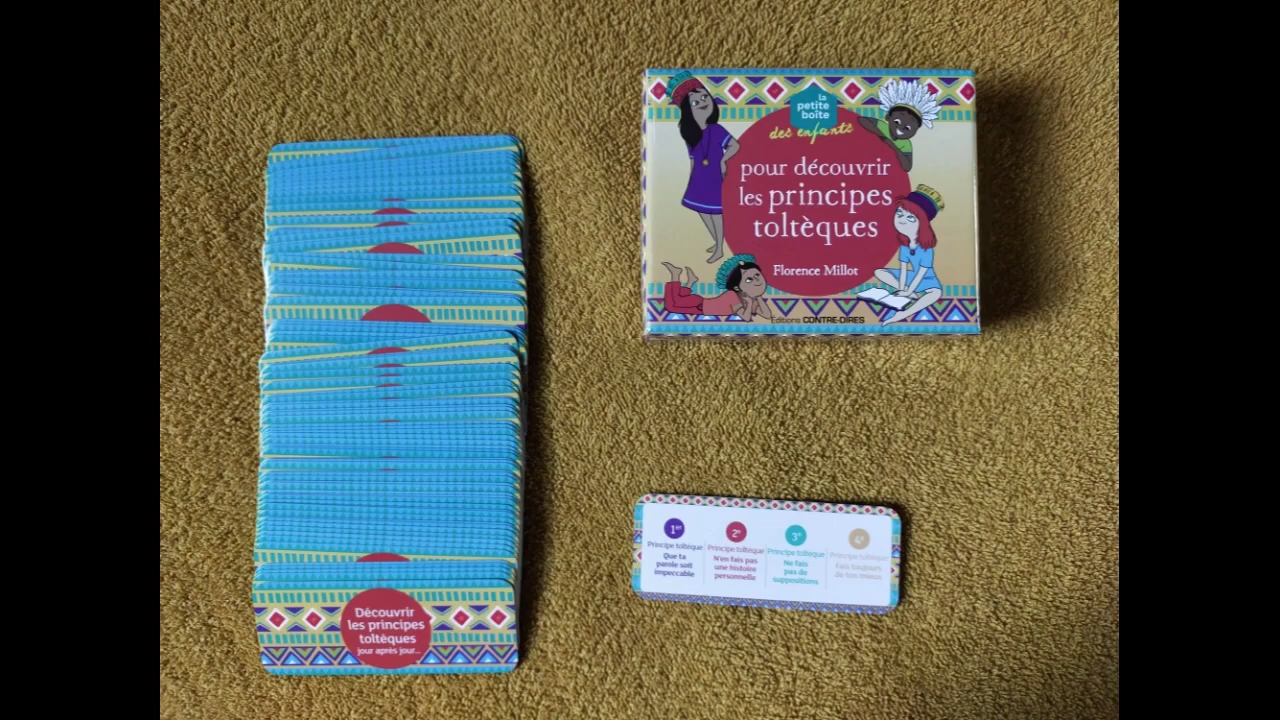 la
petite
boîte
des enfants
pour découvrir
les principes
toltèques
Florence Millot
Éditions CONTRE-DIRES
1er
Principe toltèque
Que ta
parole soit
impeccable
2e
Principe toltèque
N'en fais pas
une histoire
personnelle
3e
Principe toltèque
Ne fais
pas de
suppositions
4e
Principe toltèque
Fais toujours
de ton mieux
Découvrir
les principes
toltèques
jour après jour...